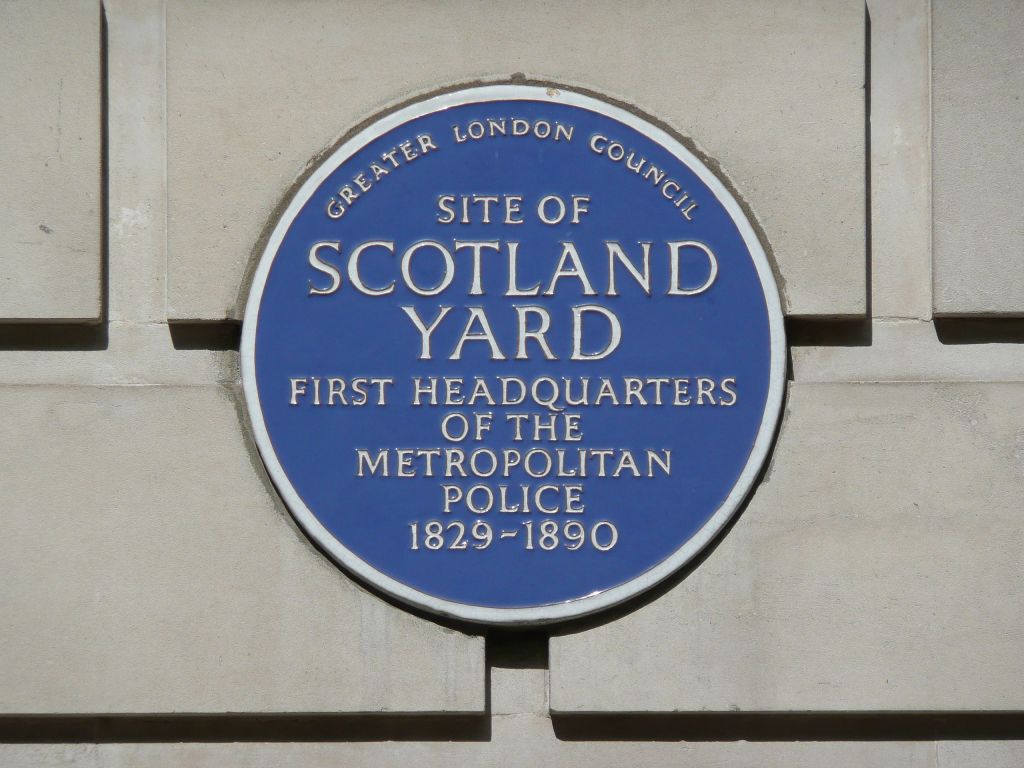 GREATER LONDON COUNCIL
SITE OF
SCOTLAND
YARD
FIRST HEADQUARTERS
OF THE
METROPOLITAN
POLICE
1829-1890